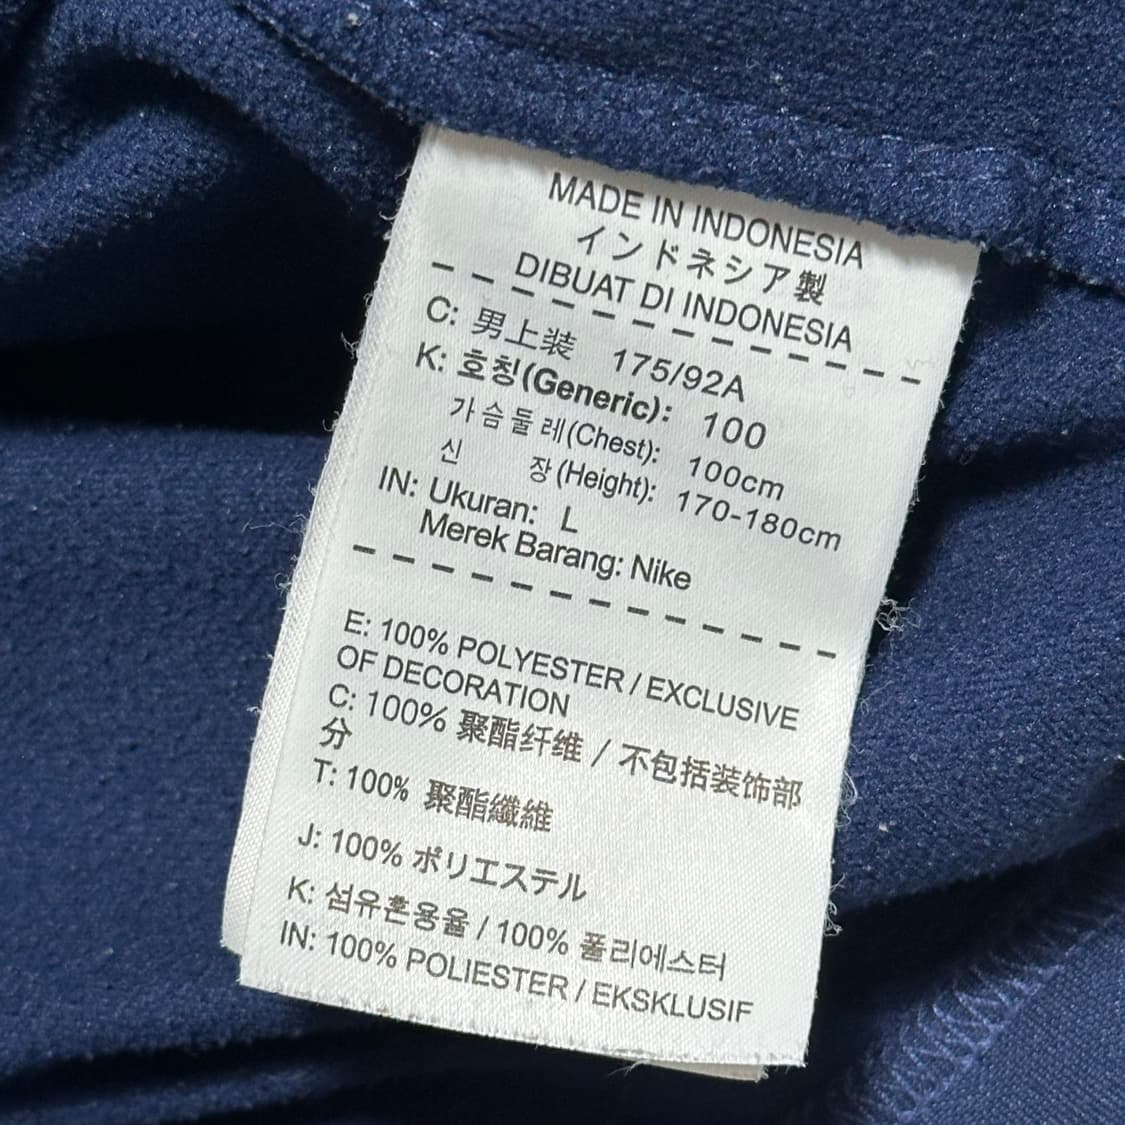 MADE IN INDONESIA
インドネシア製
DIBUAT DI INDONESIA
C: 男上装 175/92A
K: 호칭(Generic): 100
가슴둘레(Chest): 100cm
신 장(Height): 170-180cm
IN: Ukuran: L
Merek Barang: Nike
E: 100% POLYESTER / EXCLUSIVE
OF DECORATION
C: 100% 聚酯纤维 / 不包括装饰部
分
T: 100% 聚酯纖維
J: 100% ポリエステル
K: 섬유혼용율 / 100% 폴리에스터
IN: 100% POLIESTER / EKSKLUSIF